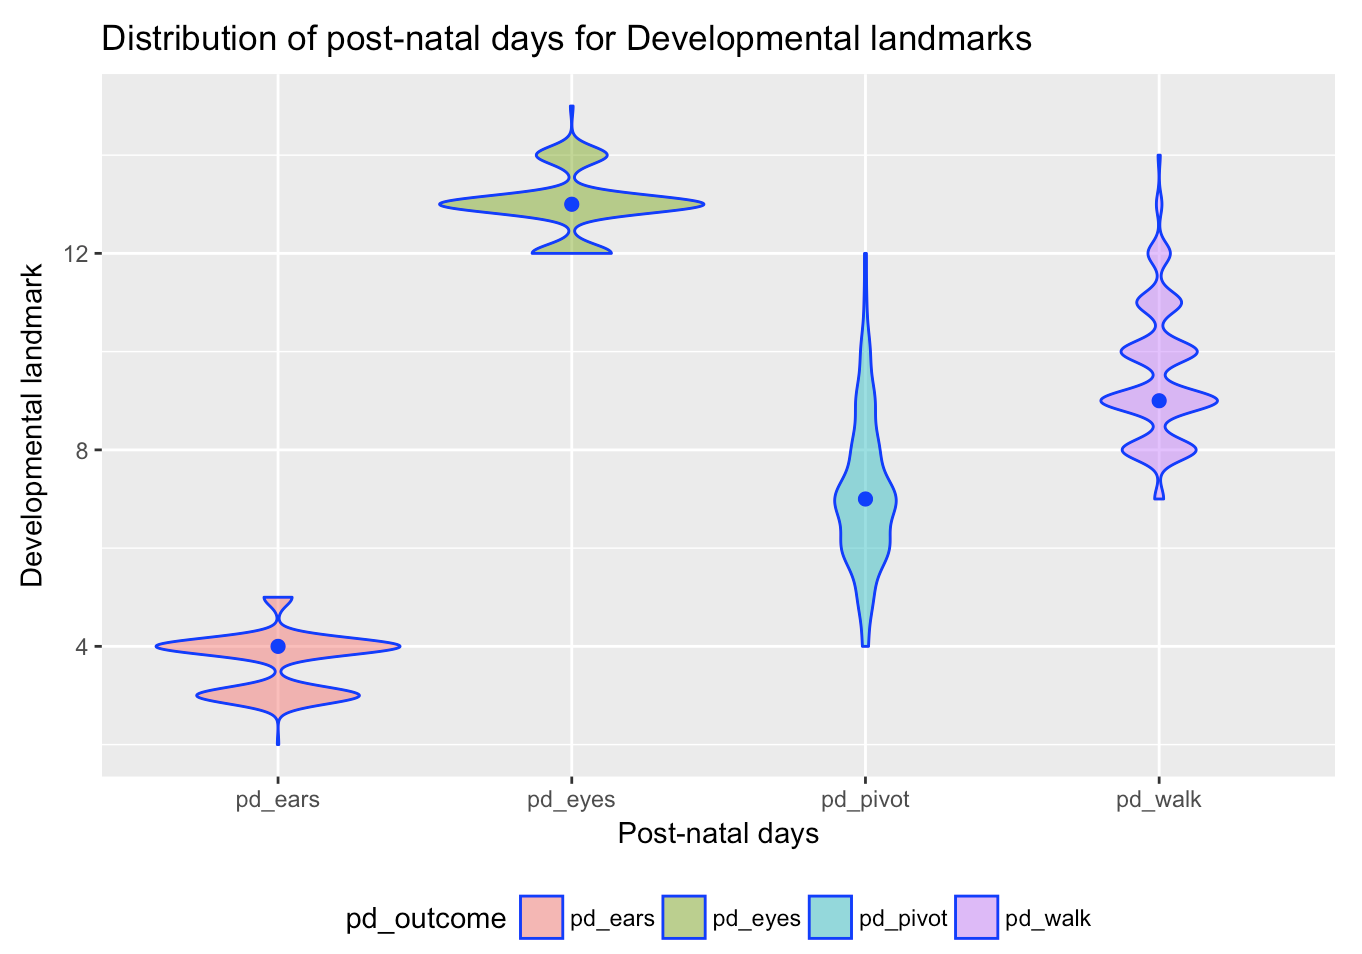 Distribution of post-natal days for Developmental landmarks
Developmental landmark
12
8
4
pd_ears pd_eyes pd_pivot pd_walk
Post-natal days
pd_outcome pd_ears pd_eyes pd_pivot pd_walk